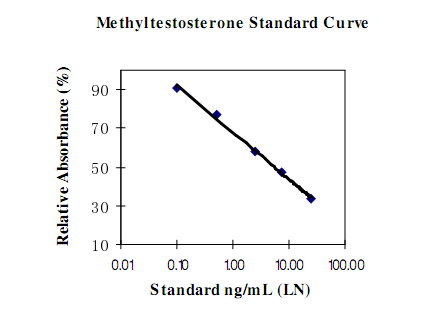 Methyltestosterone Standard Curve
Relative Absorbance (%)
90
70
50
30
10
0.01 0.10 1.00 10.00 100.00
Standard ng/mL (LN)